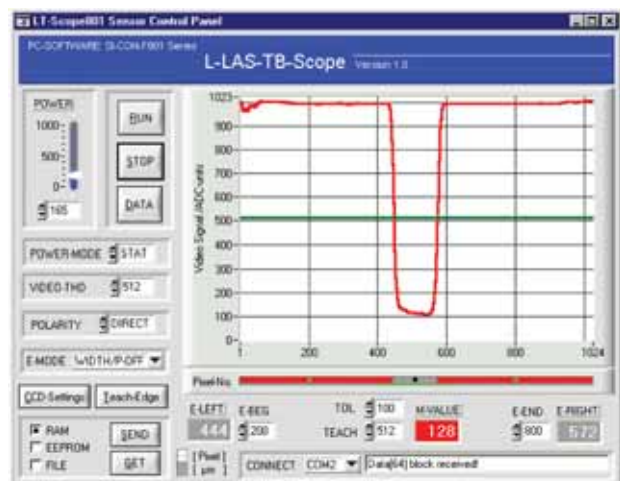 LT-Scope801 Sensor Control Panel
PC-SOFTWARE: SI-CON-F801 Series
L-LAS-TB-Scope Version 1.0
POWER
1000-
500-
0-
165
RUN
STOP
DATA
POWER-MODE STAT
VIDEO-THD 512
POLARITY DIRECT
E-MODE WIDTH/P-OFF
CCD-Settings Teach-Edge
RAM
EEPROM
FILE
SEND
GET
Video Signal /ADC-units
1023-
900
800
700
600
500
400
300
200
100
0-
1 200 400 600 800 1024
Pixel-No.
E-LEFT: E-BEG TOL 100 M-VALUE: E-END E-RIGHT:
444 200 TEACH 512 128 800 572
[Pixel]
[µm]
CONNECT COM2 Data[64] block received!